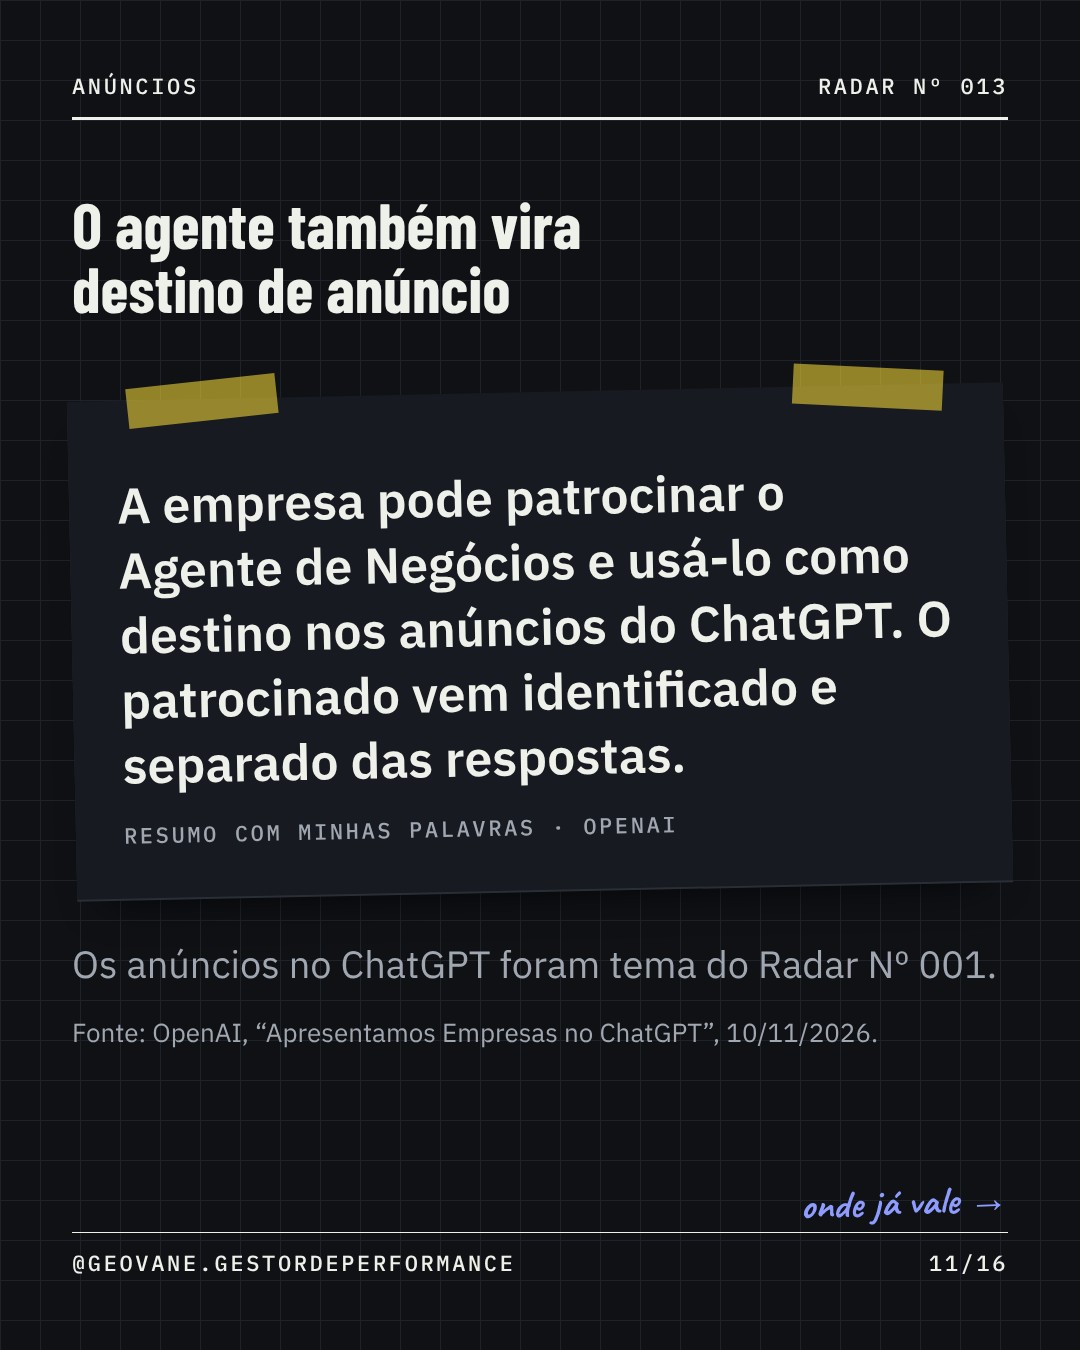 ANÚNCIOS
RADAR Nº 013
O agente também vira
destino de anúncio
A empresa pode patrocinar o
Agente de Negócios e usá-lo como
destino nos anúncios do ChatGPT. O
patrocinado vem identificado e
separado das respostas.
RESUMO COM MINHAS PALAVRAS · OPENAI
Os anúncios no ChatGPT foram tema do Radar Nº 001.
Fonte: OpenAI, “Apresentamos Empresas no ChatGPT”, 10/11/2026.
onde já vale →
@GEOVANE.GESTORDEPERFORMANCE
11/16